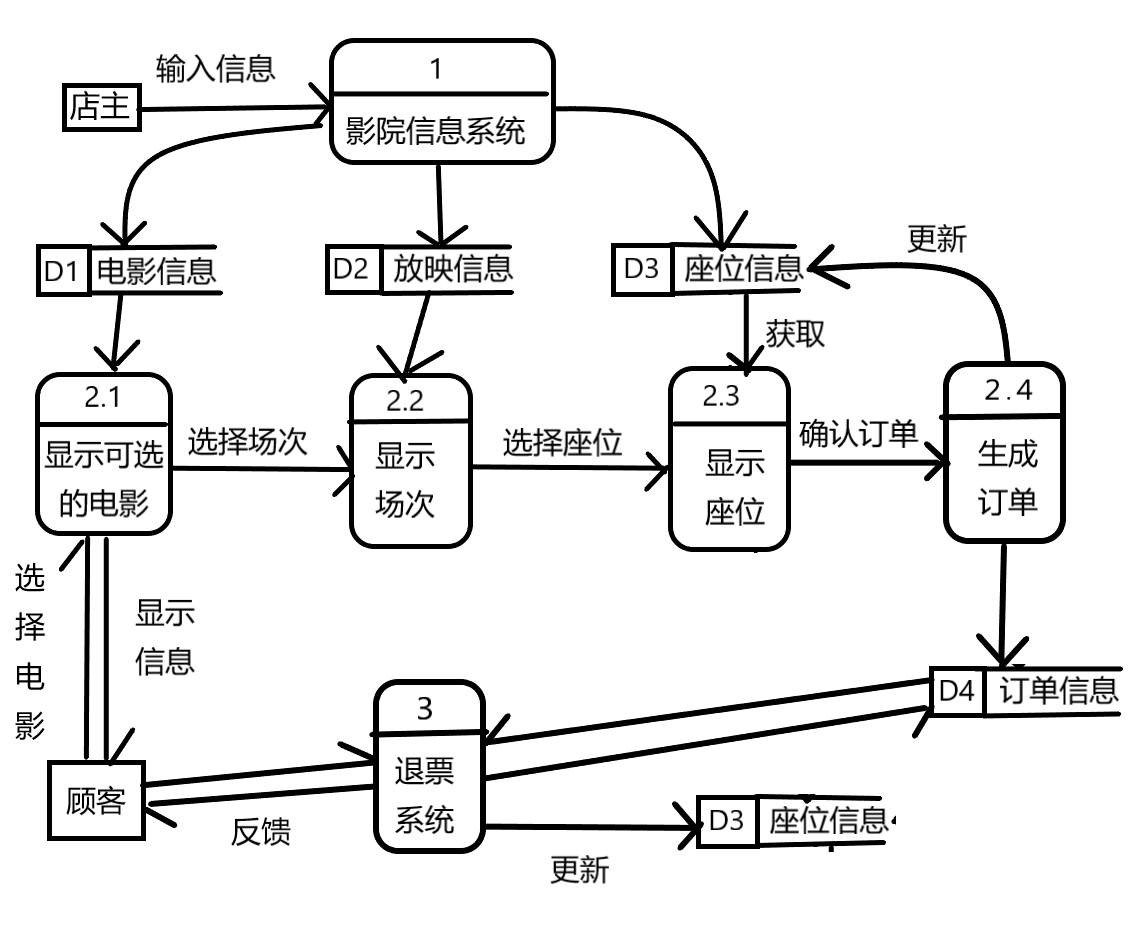 输入信息
1
店主
影院信息系统
更新
D1 电影信息
D2 放映信息
D3 座位信息
获取
2.1
2.2
2.3
2.4
显示可选
的电影
选择场次
显示
场次
选择座位
显示
座位
确认订单
生成
订单
选
择
电
影
显示
信息
3
退票
系统
D4 订单信息
顾客
反馈
D3 座位信息
更新